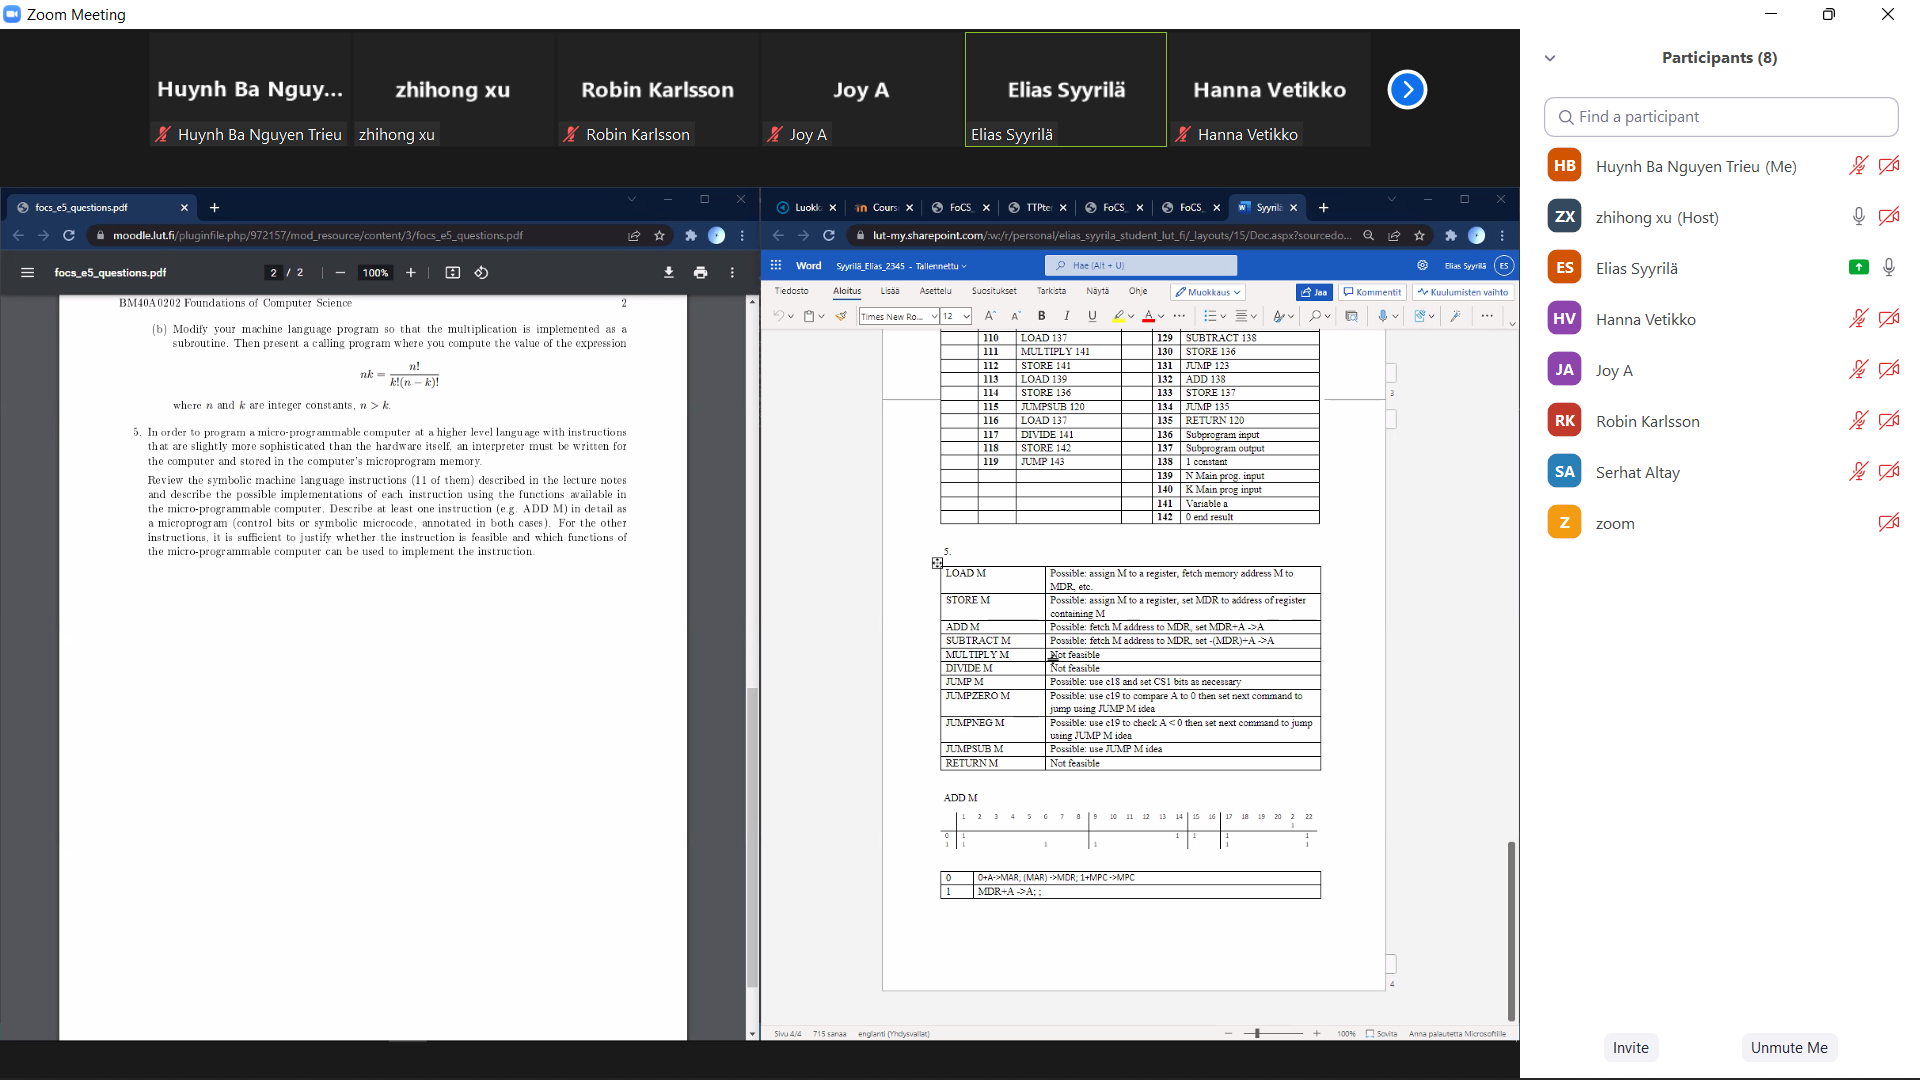 Zoom Meeting
Huynh Ba Nguy...
zhihong xu
Robin Karlsson
Joy A
Elias Syyrilä
Hanna Vetikko
Huynh Ba Nguyen Trieu
zhihong xu
Robin Karlsson
Joy A
Elias Syyrilä
Hanna Vetikko
focs_e5_questions.pdf
moodle.lut.fi/pluginfile.php/972157/mod_resource/content/3/focs_e5_questions.pdf
focs_e5_questions.pdf
2 / 2
100%
BM40A0202 Foundations of Computer Science 2
(b) Modify your machine language program so that the multiplication is implemented as a
subroutine. Then present a calling program where you compute the value of the expression
nk = n! / k!(n − k)!
where n and k are integer constants, n > k.
5. In order to program a micro-programmable computer at a higher level language with instructions
that are slightly more sophisticated than the hardware itself, an interpreter must be written for
the computer and stored in the computer's microprogram memory.
Review the symbolic machine language instructions (11 of them) described in the lecture notes
and describe the possible implementations of each instruction using the functions available in
the micro-programmable computer. Describe at least one instruction (e.g. ADD M) in detail as
a microprogram (control bits or symbolic microcode, annotated in both cases). For the other
instructions, it is sufficient to justify whether the instruction is feasible and which functions of
the micro-programmable computer can be used to implement the instruction.
Luokk
Cours
FoCS_
TTPte
FoCS_
FoCS_
Syyrilä
lut-my.sharepoint.com/:w:/r/personal/elias_syyrila_student_lut_fi/_layouts/15/Doc.aspx?sourcedo...
Word Syyrilä_Elias_2345 - Tallennettu
Hae (Alt + U)
Elias Syyrilä ES
Tiedosto Aloitus Lisää Asettelu Suositukset Tarkista Näytä Ohje Muokkaus Jaa Kommentit Kuulumisten vaihto
Times New Ro... 12
110 LOAD 137 129 SUBTRACT 138
111 MULTIPLY 141 130 STORE 136
112 STORE 141 131 JUMP 123
113 LOAD 139 132 ADD 138
114 STORE 136 133 STORE 137
115 JUMPSUB 120 134 JUMP 135
116 LOAD 137 135 RETURN 120
117 DIVIDE 141 136 Subprogram input
118 STORE 142 137 Subprogram output
119 JUMP 143 138 1 constant
139 N Main prog. input
140 K Main prog input
141 Variable a
142 0 end result
3
5.
LOAD M Possible: assign M to a register, fetch memory address M to
MDR, etc.
STORE M Possible: assign M to a register, set MDR to address of register
containing M
ADD M Possible: fetch M address to MDR, set MDR+A ->A
SUBTRACT M Possible: fetch M address to MDR, set -(MDR)+A ->A
MULTIPLY M Not feasible
DIVIDE M Not feasible
JUMP M Possible: use c18 and set CS1 bits as necessary
JUMPZERO M Possible: use c19 to compare A to 0 then set next command to
jump using JUMP M idea
JUMPNEG M Possible: use c19 to check A < 0 then set next command to jump
using JUMP M idea
JUMPSUB M Possible: use JUMP M idea
RETURN M Not feasible
ADD M
1 2 3 4 5 6 7 8 9 10 11 12 13 14 15 16 17 18 19 20 2 22
1
0 1 1 1 1 1
1 1 1 1 1 1
0 0+A->MAR; (MAR) ->MDR; 1+MPC->MPC
1 MDR+A ->A; ;
4
Sivu 4/4 715 sanaa englanti (Yhdysvallat)
100% Sovita Anna palautetta Microsoftille
Participants (8)
Find a participant
HB Huynh Ba Nguyen Trieu (Me)
ZX zhihong xu (Host)
ES Elias Syyrilä
HV Hanna Vetikko
JA Joy A
RK Robin Karlsson
SA Serhat Altay
Z zoom
Invite
Unmute Me